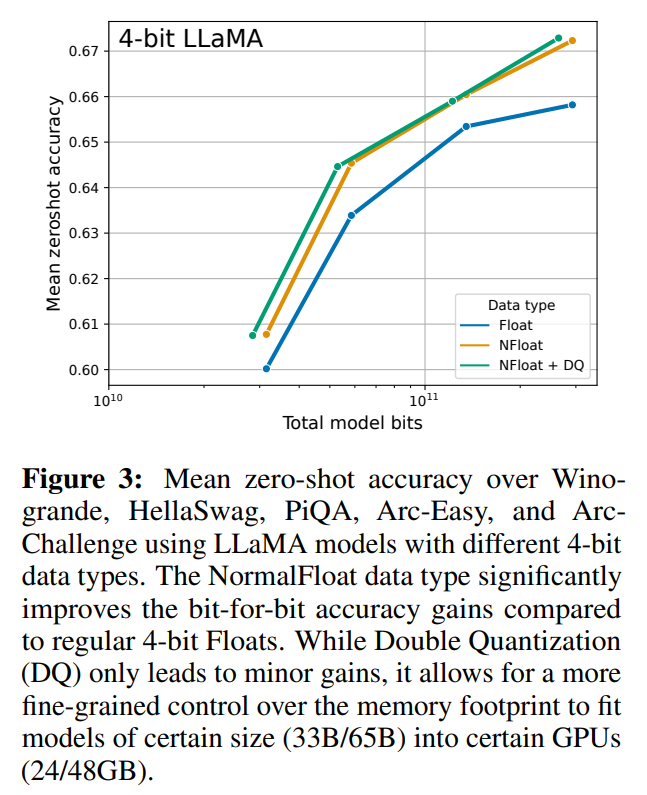 4-bit LLaMA
0.67
0.66
0.65
0.64
0.63
0.62
0.61
0.60
Mean zeroshot accuracy
Data type
Float
NFloat
NFloat + DQ
10¹⁰
10¹¹
Total model bits
Figure 3: Mean zero-shot accuracy over Wino-
grande, HellaSwag, PiQA, Arc-Easy, and Arc-
Challenge using LLaMA models with different 4-bit
data types. The NormalFloat data type significantly
improves the bit-for-bit accuracy gains compared
to regular 4-bit Floats. While Double Quantization
(DQ) only leads to minor gains, it allows for a more
fine-grained control over the memory footprint to fit
models of certain size (33B/65B) into certain GPUs
(24/48GB).